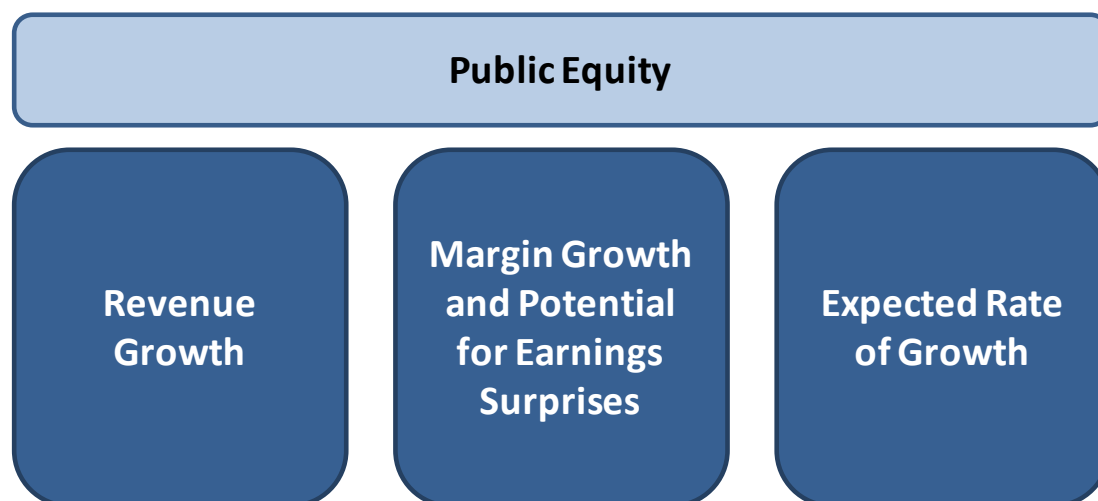 Public Equity
Revenue
Growth
Margin Growth
and Potential
for Earnings
Surprises
Expected Rate
of Growth